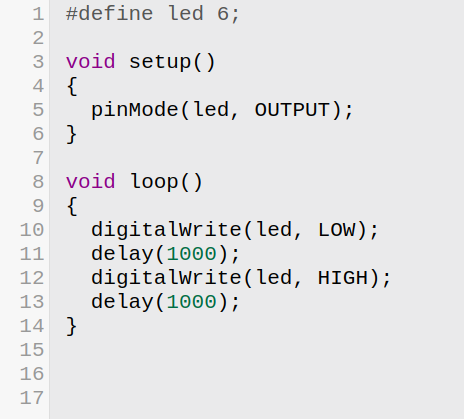 1 #define led 6;
2
3 void setup()
4 {
5   pinMode(led, OUTPUT);
6 }
7
8 void loop()
9 {
10   digitalWrite(led, LOW);
11   delay(1000);
12   digitalWrite(led, HIGH);
13   delay(1000);
14 }
15
16
17